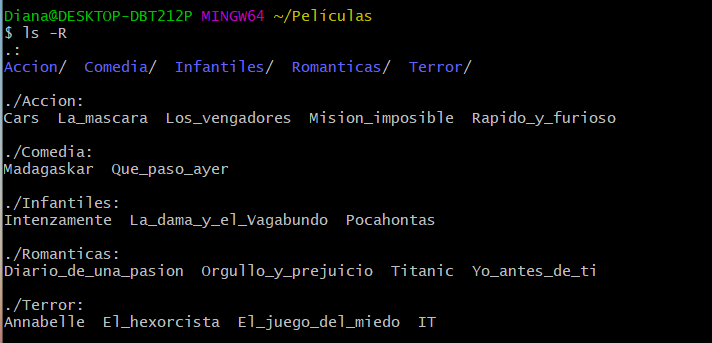 Diana@DESKTOP-DBT212P MINGW64 ~/Películas
$ ls -R
.:
Accion/  Comedia/  Infantiles/  Romanticas/  Terror/
./Accion:
Cars  La_mascara  Los_vengadores  Mision_imposible  Rapido_y_furioso
./Comedia:
Madagaskar  Que_paso_ayer
./Infantiles:
Intenzamente  La_dama_y_el_Vagabundo  Pocahontas
./Romanticas:
Diario_de_una_pasion  Orgullo_y_prejuicio  Titanic  Yo_antes_de_ti
./Terror:
Annabelle  El_hexorcista  El_juego_del_miedo  IT